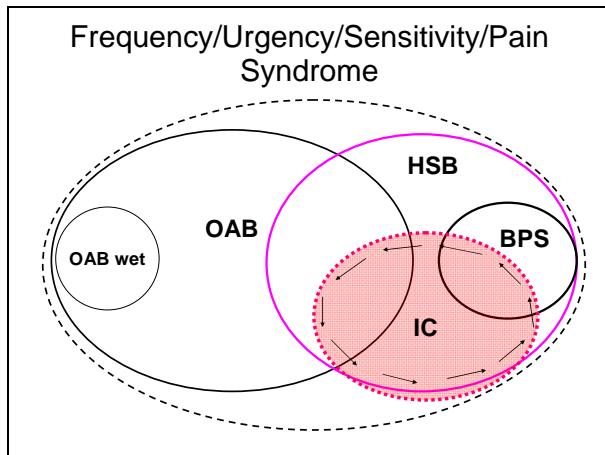 Frequency/Urgency/Sensitivity/Pain
Syndrome
HSB
OAB
BPS
OAB wet
IC